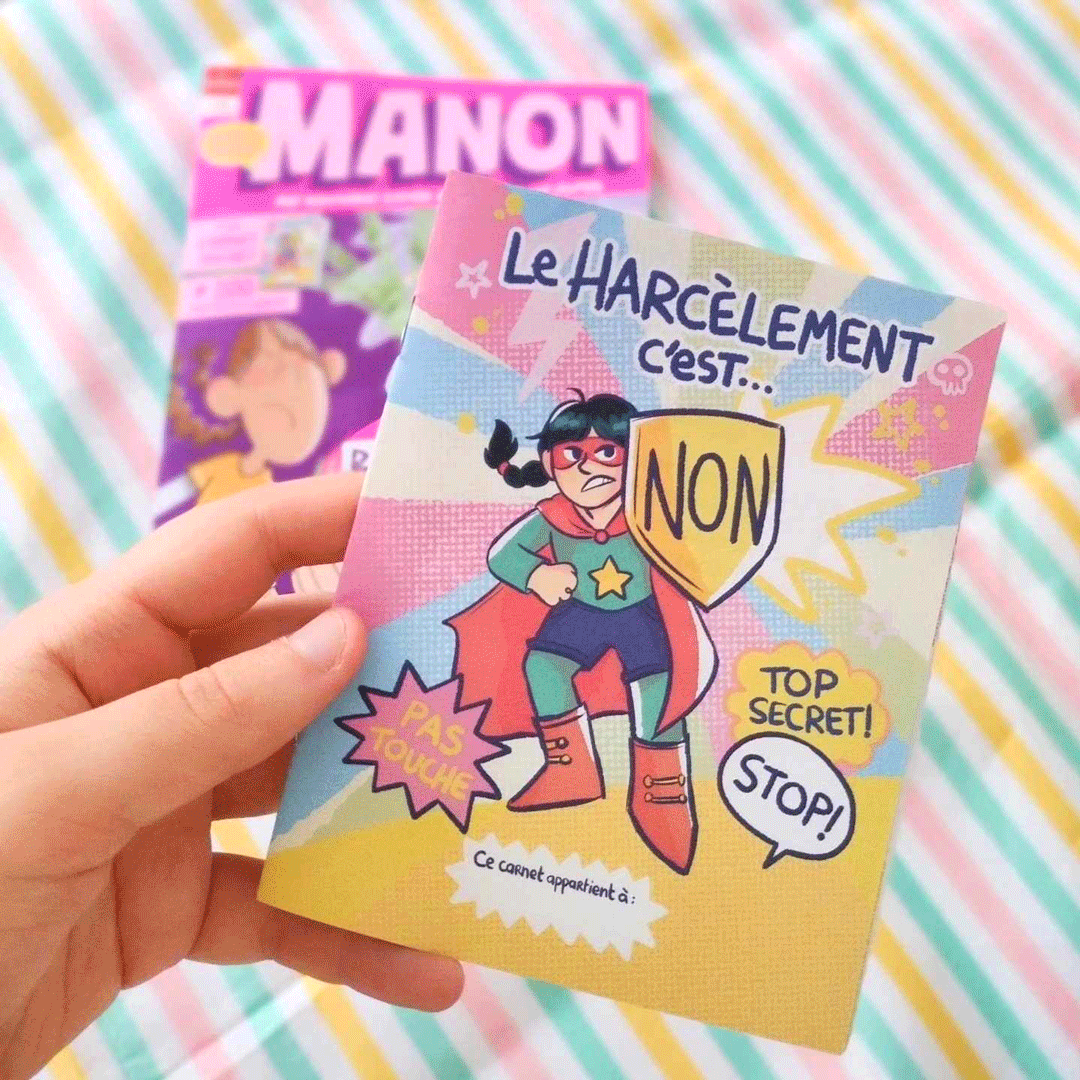 MANON
Le HARCÈLEMENT
c'est...
NON
PAS
TOUCHE
TOP
SECRET!
STOP!
Ce carnet appartient à :